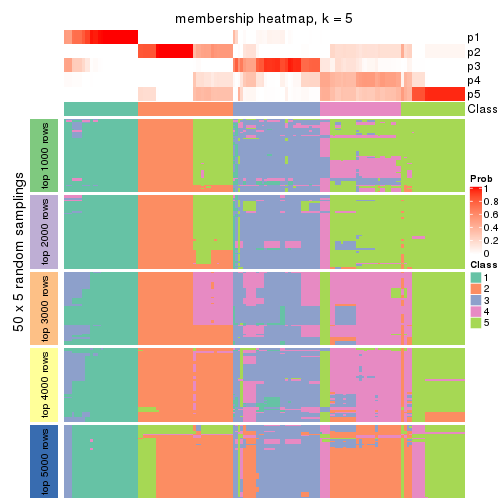 membership heatmap, k = 5
p1
p2
p3
p4
p5
Class
50 x 5 random samplings
top 1000 rows
top 2000 rows
top 3000 rows
top 4000 rows
top 5000 rows
Prob
1
0.8
0.6
0.4
0.2
0
Class
1
2
3
4
5